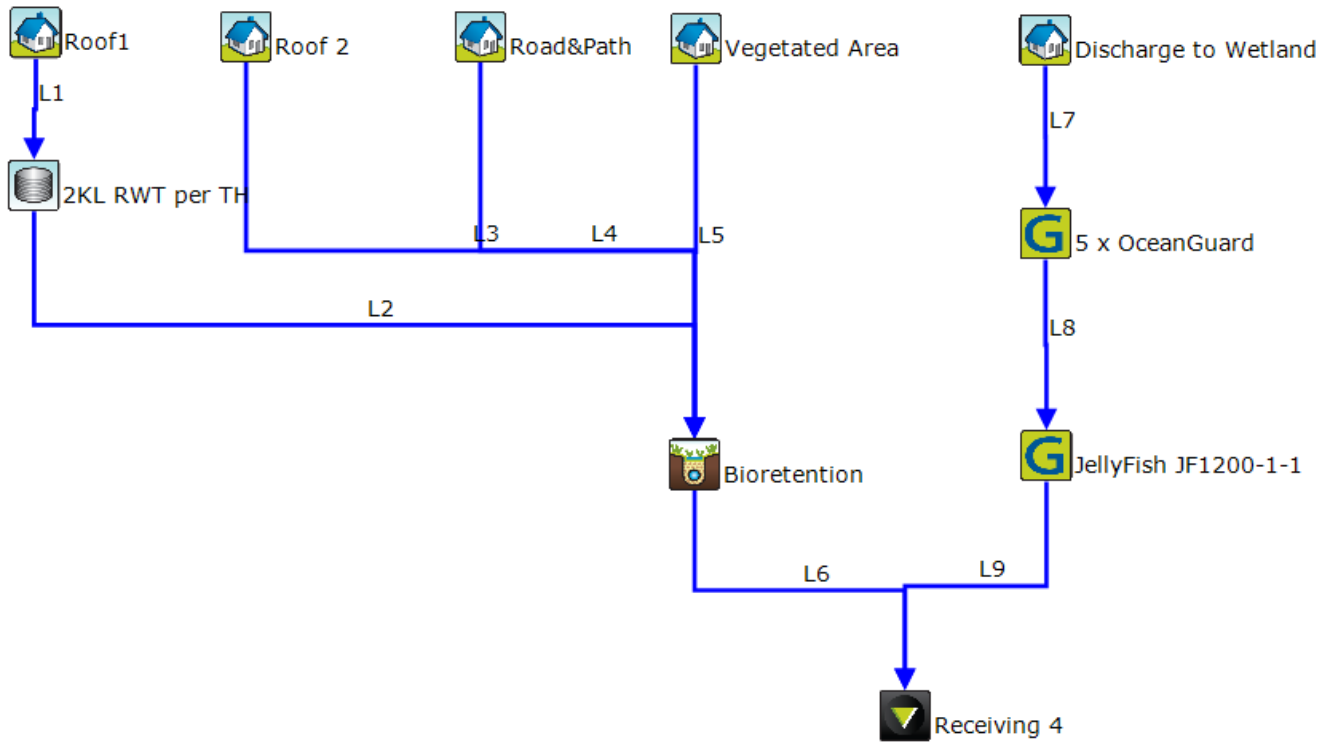 Roof1
Roof 2
Road&Path
Vegetated Area
Discharge to Wetland
L1
L7
2KL RWT per TH
L3
L4
L5
G
5 x OceanGuard
L2
L8
G
JellyFish JF1200-1-1
Bioretention
L6
L9
Receiving 4